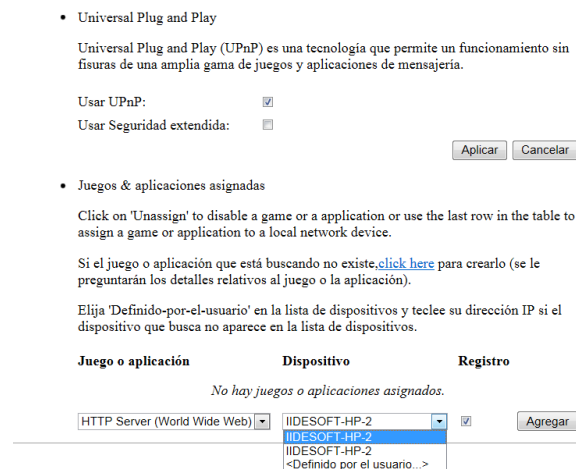 Universal Plug and Play
Universal Plug and Play (UPnP) es una tecnología que permite un funcionamiento sin
fisuras de una amplia gama de juegos y aplicaciones de mensajería.
Usar UPnP:
Usar Seguridad extendida:
Aplicar Cancelar
Juegos & aplicaciones asignadas
Click on 'Unassign' to disable a game or a application or use the last row in the table to
assign a game or application to a local network device.
Si el juego o aplicación que está buscando no existe,click here para crearlo (se le
preguntarán los detalles relativos al juego o la aplicación).
Elija 'Definido-por-el-usuario' en la lista de dispositivos y teclee su dirección IP si el
dispositivo que busca no aparece en la lista de dispositivos.
Juego o aplicación Dispositivo Registro
No hay juegos o aplicaciones asignados.
HTTP Server (World Wide Web) IIDESOFT-HP-2 Agregar
IIDESOFT-HP-2
IIDESOFT-HP-2
<Definido por el usuario...>